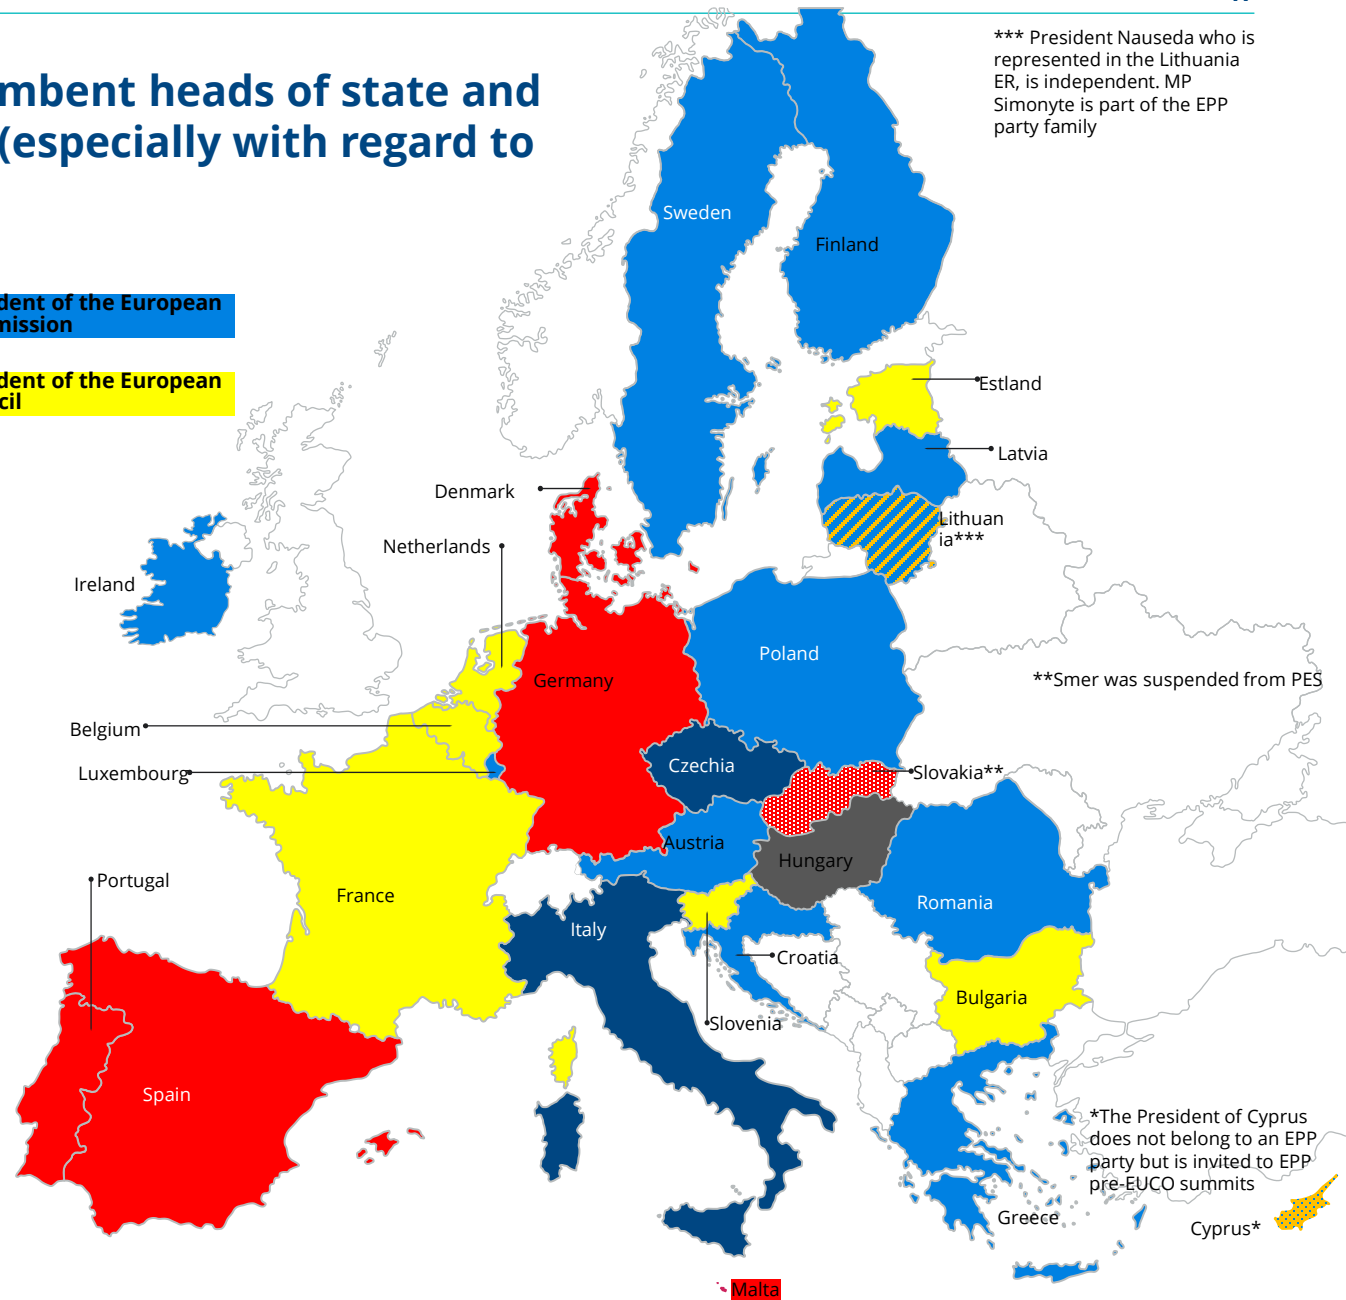 *** President Nauseda who is
represented in the Lithuania
ER, is independent. MP
Simonyte is part of the EPP
party family
mbent heads of state and
(especially with regard to
Sweden
Finland
dent of the European
mission
dent of the European
cil
Estland
Latvia
Denmark
Lithuan
ia***
Netherlands
Ireland
Poland
Germany
**Smer was suspended from PES
Belgium
Luxembourg
Czechia
Slovakia**
Austria
Hungary
Portugal
France
Romania
Italy
Croatia
Bulgaria
Slovenia
Spain
*The President of Cyprus
does not belong to an EPP
party but is invited to EPP
pre-EUCO summits
Greece
Cyprus*
Malta